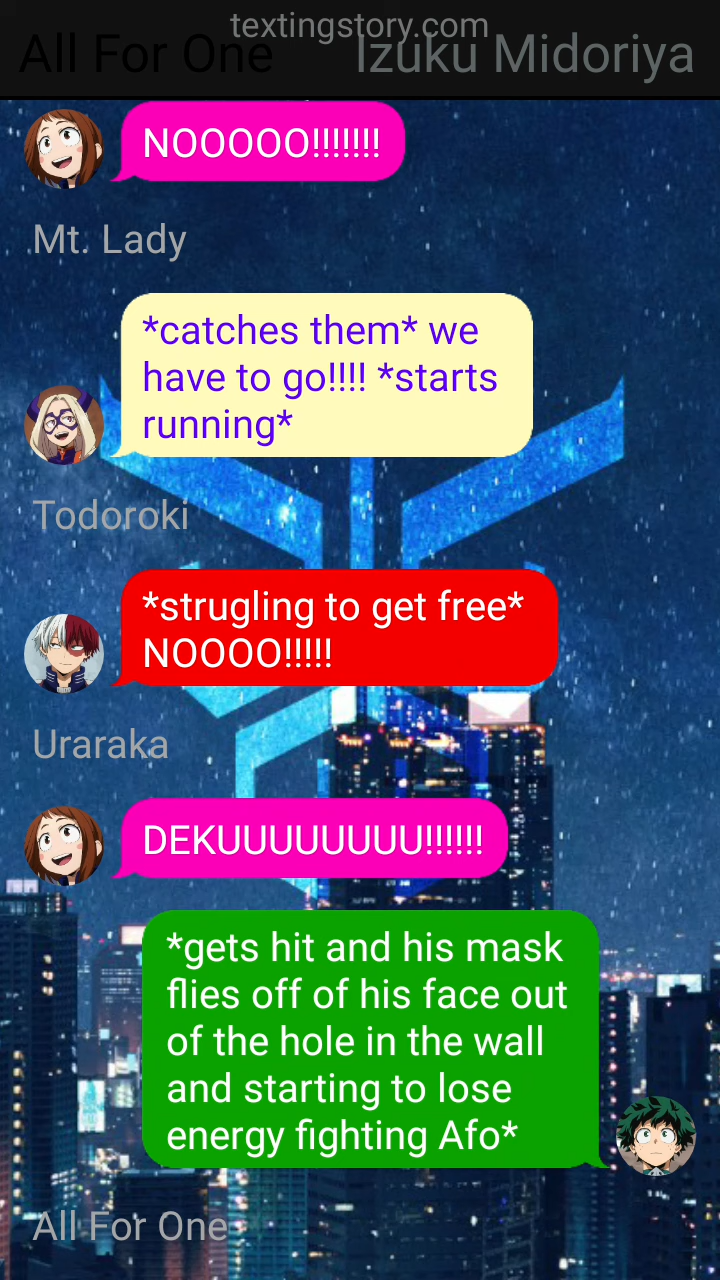 textingstory.com
All For One
Izuku Midoriya
NOOOOO!!!!!!!
Mt. Lady
*catches them* we
have to go!!!! *starts
running*
Todoroki
*strugling to get free*
NOOOO!!!!!
Uraraka
DEKUUUUUUUU!!!!!!
*gets hit and his mask
flies off of his face out
of the hole in the wall
and starting to lose
energy fighting Afo*
All For One